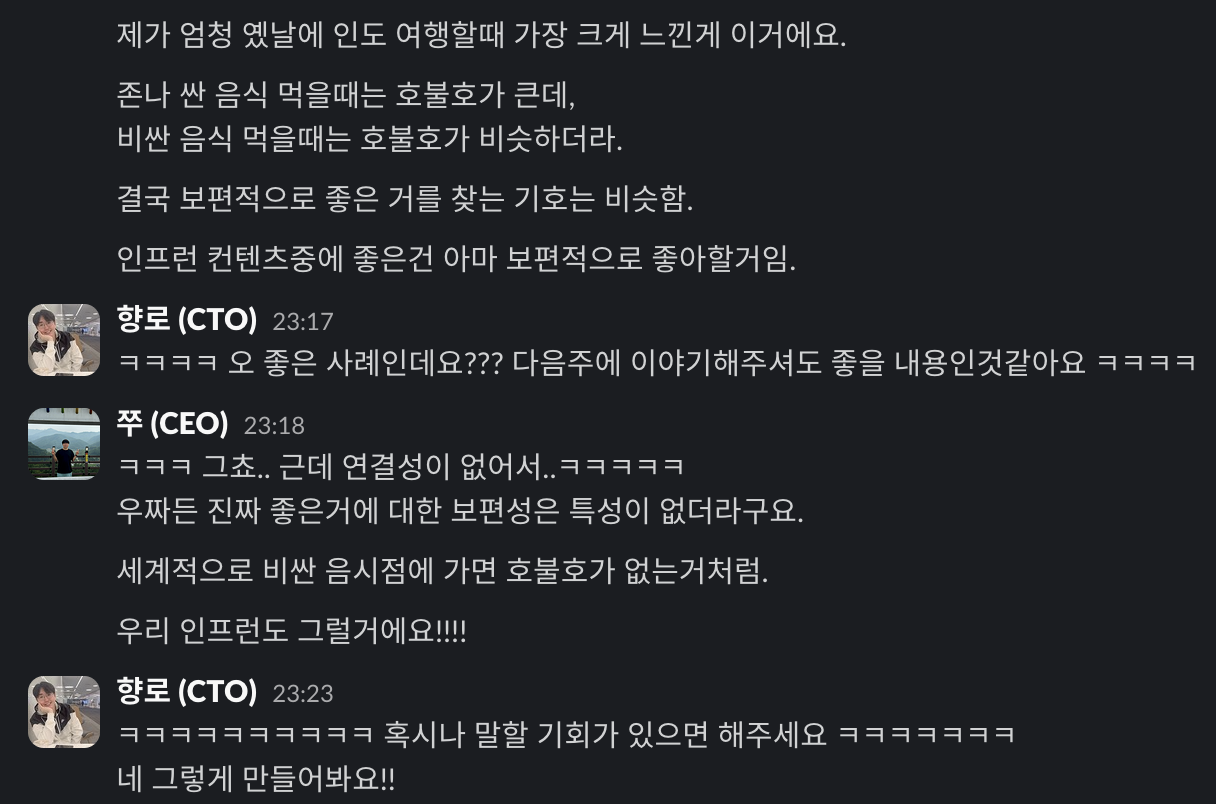 제가 엄청 옜날에 인도 여행할때 가장 크게 느낀게 이거에요.
존나 싼 음식 먹을때는 호불호가 큰데,
비싼 음식 먹을때는 호불호가 비슷하더라.
결국 보편적으로 좋은 거를 찾는 기호는 비슷함.
인프런 컨텐츠중에 좋은건 아마 보편적으로 좋아할거임.
향로 (CTO) 23:17
ㅋㅋㅋㅋ 오 좋은 사례인데요??? 다음주에 이야기해주셔도 좋을 내용인것같아요 ㅋㅋㅋㅋ
쭈 (CEO) 23:18
ㅋㅋㅋ 그쵸.. 근데 연결성이 없어서..ㅋㅋㅋㅋㅋ
우짜든 진짜 좋은거에 대한 보편성은 특성이 없더라구요.
세계적으로 비싼 음시점에 가면 호불호가 없는거처럼.
우리 인프런도 그럴거에요!!!!
향로 (CTO) 23:23
ㅋㅋㅋㅋㅋㅋㅋㅋㅋㅋ 혹시나 말할 기회가 있으면 해주세요 ㅋㅋㅋㅋㅋㅋㅋ
네 그렇게 만들어봐요!!